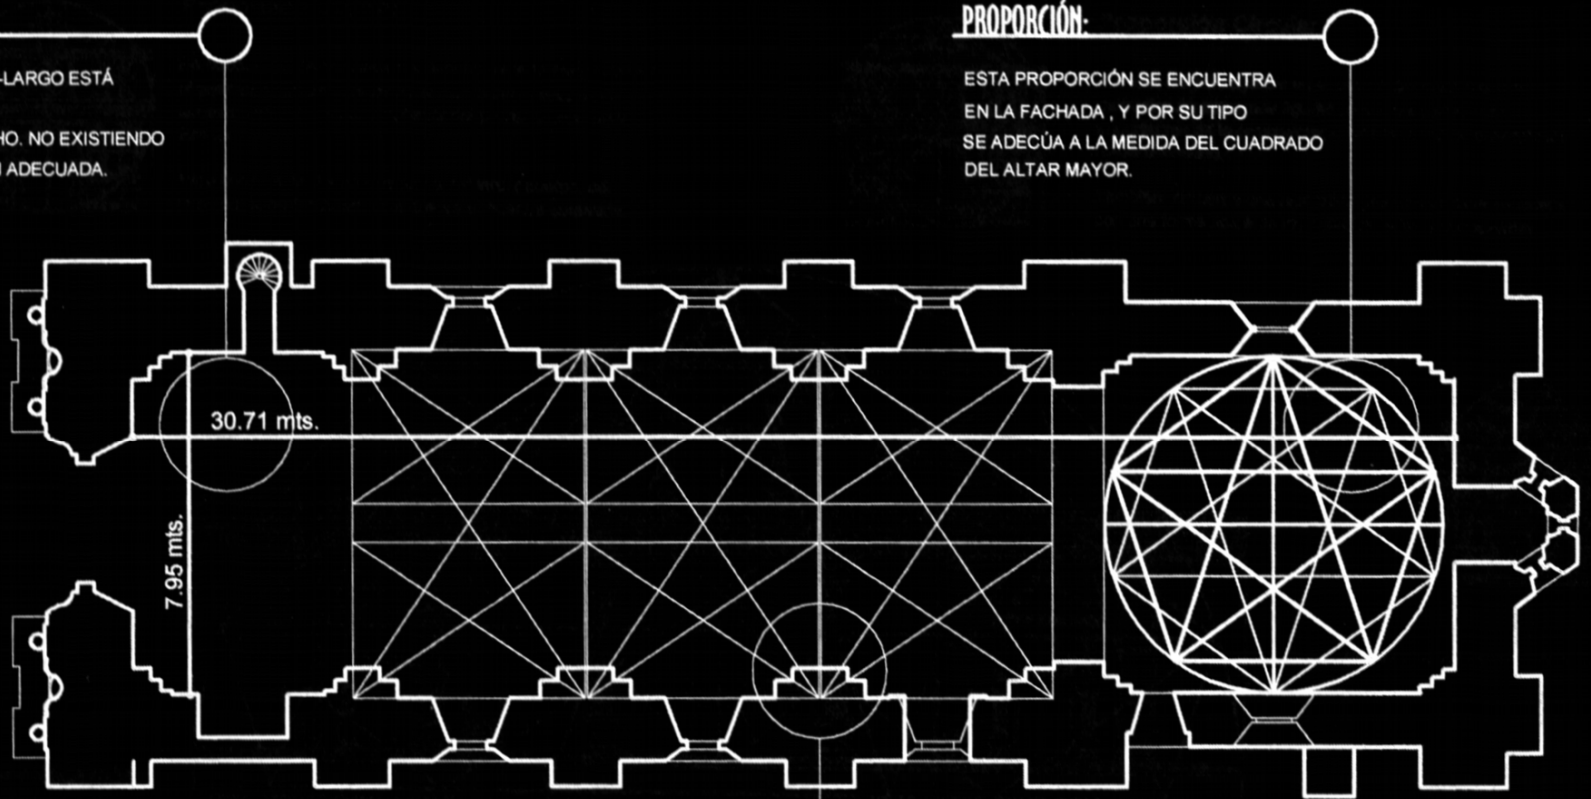 -LARGO ESTÁ
HO. NO EXISTIENDO
ADECUADA.
PROPORCIÓN:
ESTA PROPORCIÓN SE ENCUENTRA
EN LA FACHADA , Y POR SU TIPO
SE ADECÚA A LA MEDIDA DEL CUADRADO
DEL ALTAR MAYOR.
30.71 mts.
7.95 mts.